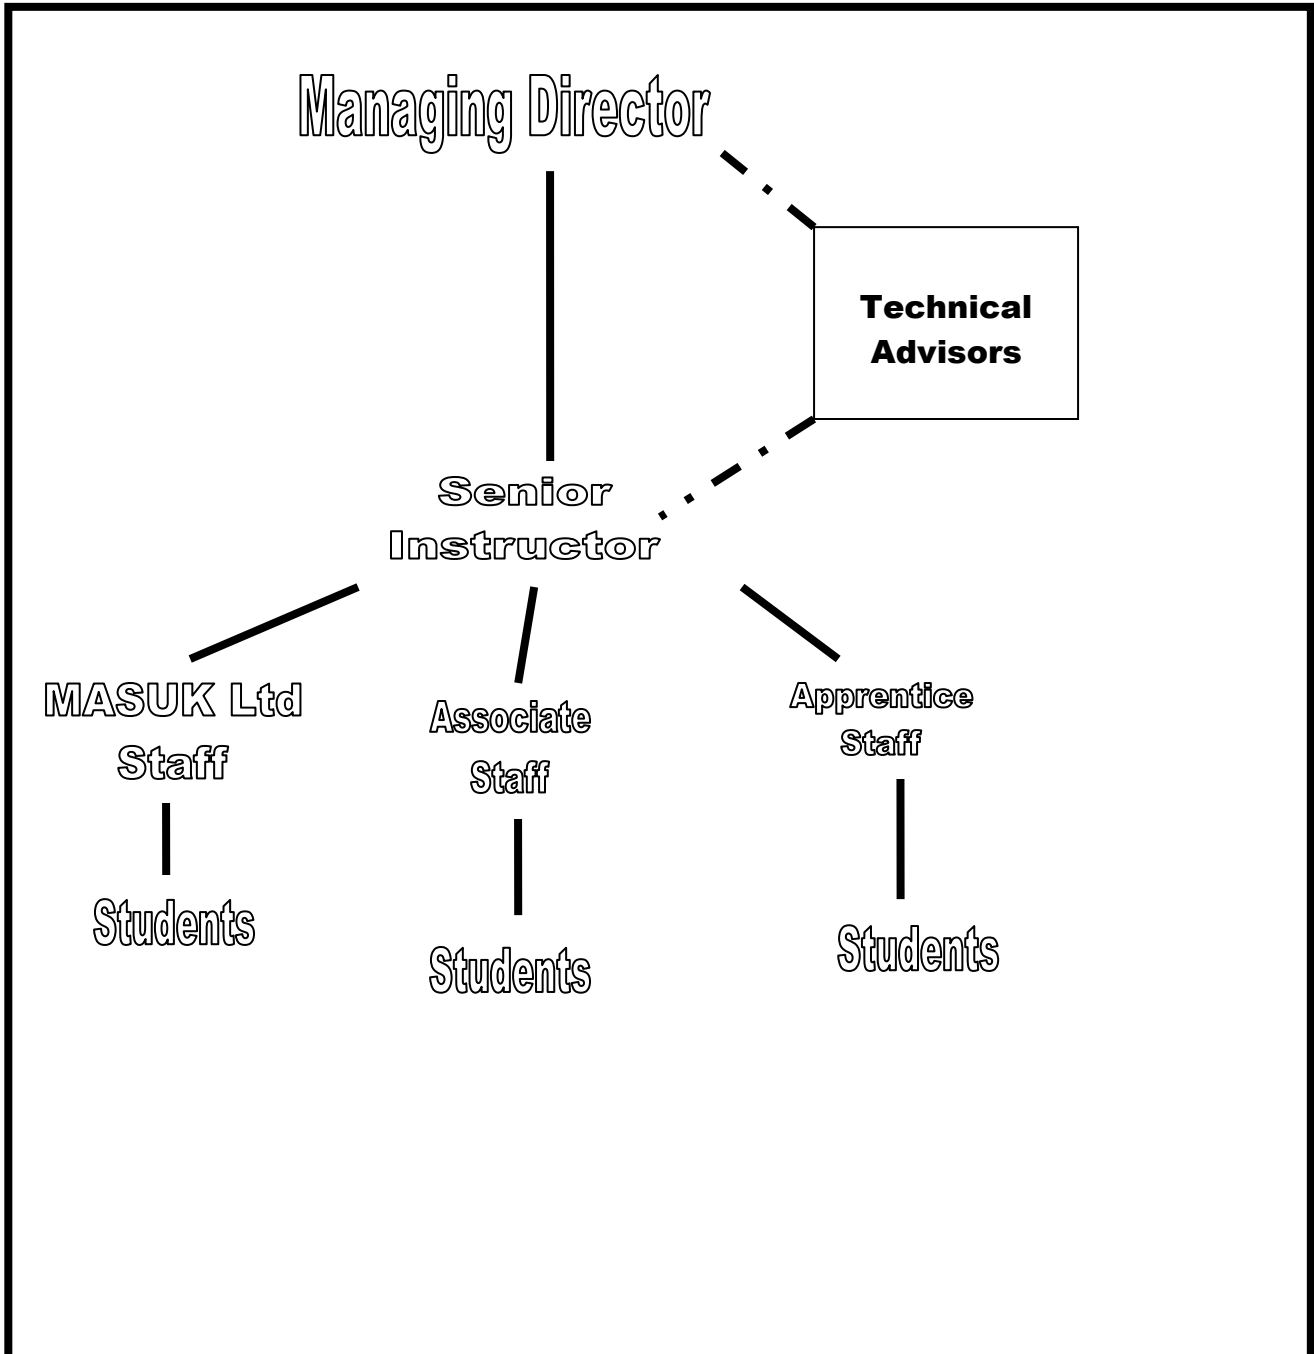 Managing Director
Technical
Advisors
Senior
Instructor
MASUK Ltd
Staff
Associate
Staff
Apprentice
Staff
Students
Students
Students